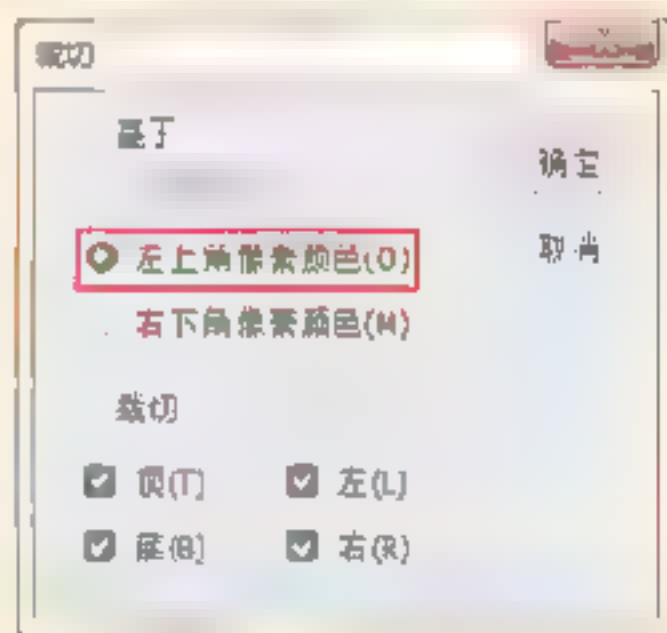 裁切
基于
确定
左上角像素颜色(O)
取消
右下角像素颜色(M)
裁切
顶(T) 左(L)
底(B) 右(R)